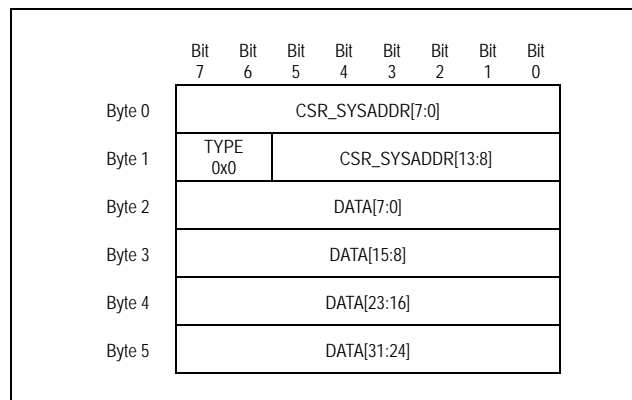 Bit Bit Bit Bit Bit Bit Bit Bit
7 6 5 4 3 2 1 0
Byte 0 CSR_SYSADDR[7:0]
Byte 1 TYPE 0x0 CSR_SYSADDR[13:8]
Byte 2 DATA[7:0]
Byte 3 DATA[15:8]
Byte 4 DATA[23:16]
Byte 5 DATA[31:24]